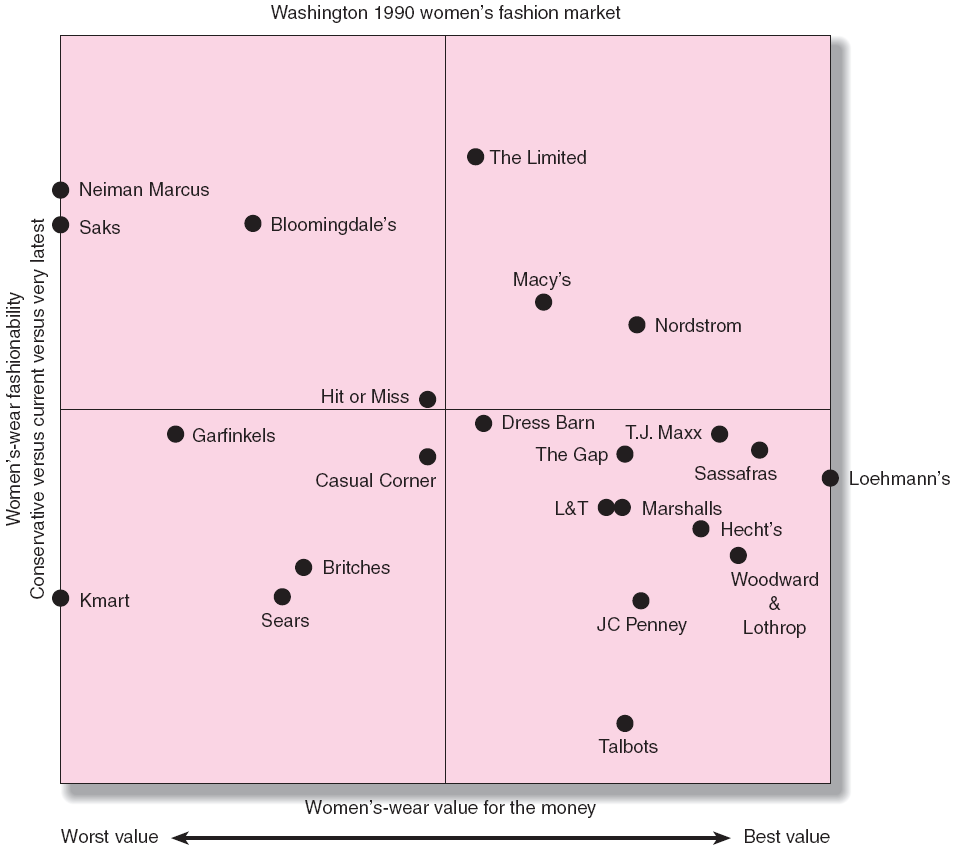 Washington 1990 women’s fashion market
The Limited
Neiman Marcus
Saks
Bloomingdale’s
Macy’s
Nordstrom
Hit or Miss
Dress Barn
Garfinkels
T.J. Maxx
The Gap
Casual Corner
Sassafras
Loehmann’s
L&T
Marshalls
Hecht’s
Britches
Woodward
&
Lothrop
Kmart
Sears
JC Penney
Talbots
Women’s-wear fashionability
Conservative versus current versus very latest
Women’s-wear value for the money
Worst value
Best value